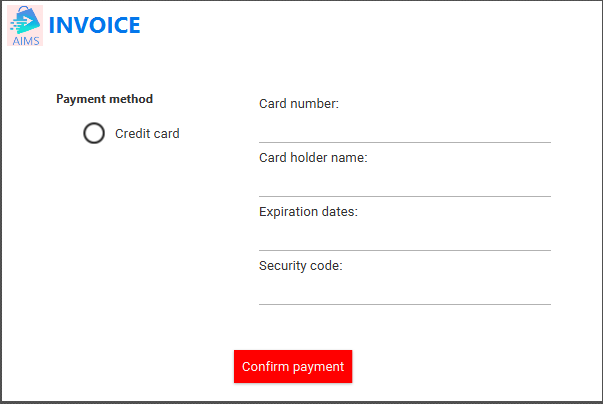 AIMS
INVOICE
Payment method
Credit card
Card number:
Card holder name:
Expiration dates:
Security code:
Confirm payment